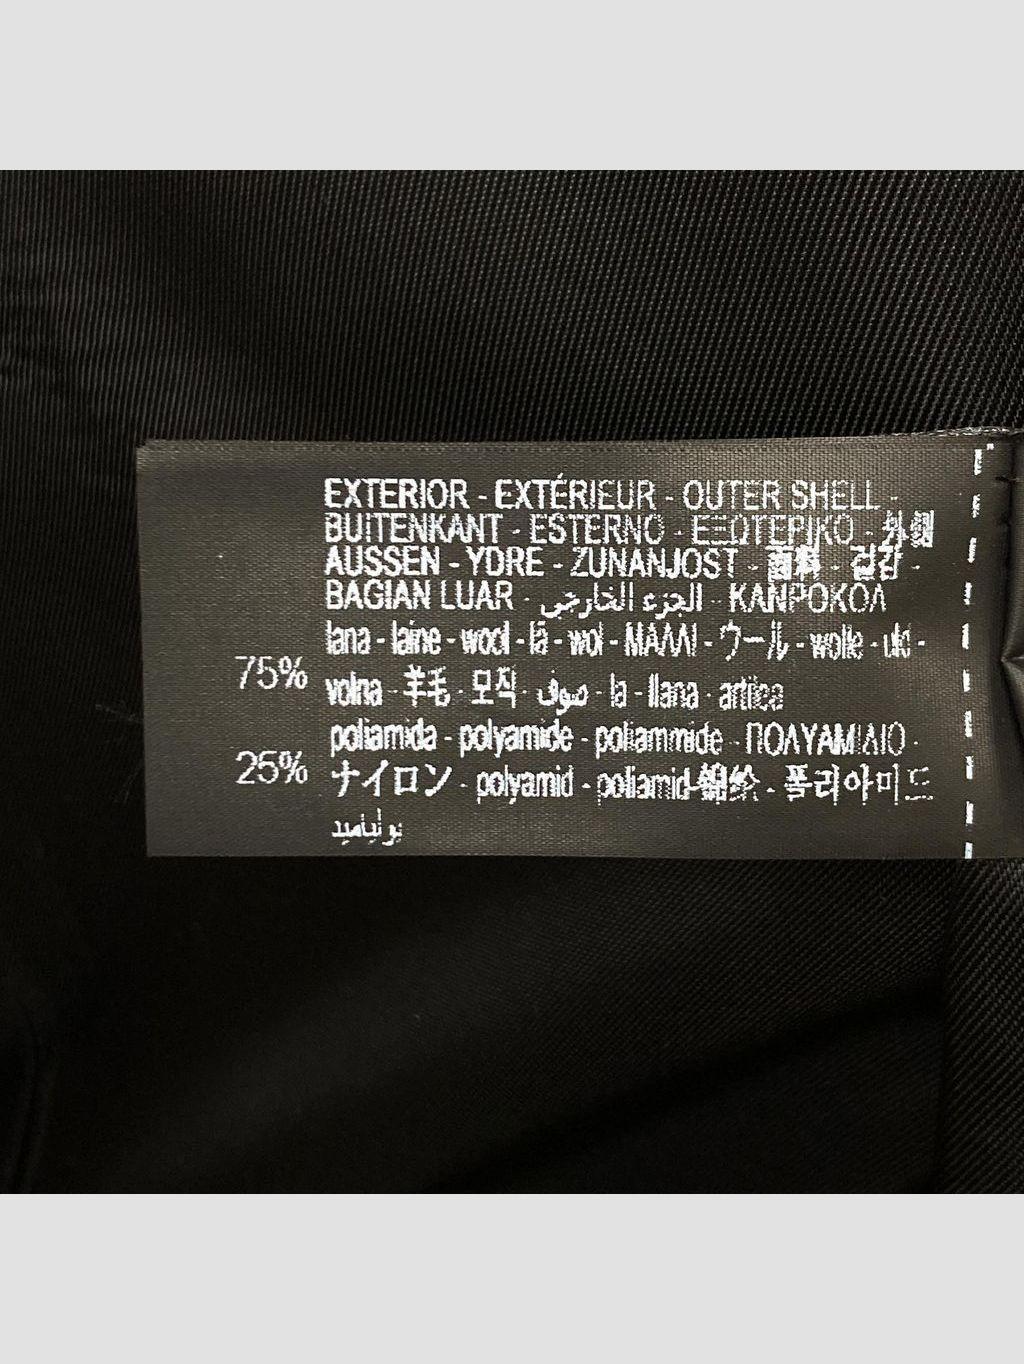 EXTERIOR - EXTÉRIEUR - OUTER SHELL -
BUITENKANT - ESTERNO - ΕΞΩΤΕΡΙΚΟ - 外側
AUSSEN - YDRE - ZUNANJOST - 面料 - 겉감 -
BAGIAN LUAR - الجزء الخارجي - KANPOKOA
75% lana - laine - wool - lã - wol - ΜΑΛΛΙ - ウール - wolle - uld -
volna - 羊毛 - 모직 - صوف - la - llana - artilea
25% poliamida - polyamide - poliammide - ΠΟΛΥΑΜΙΔΙΟ -
ナイロン - polyamid - poliamid-锦纶 - 폴리아미드
بولياميد